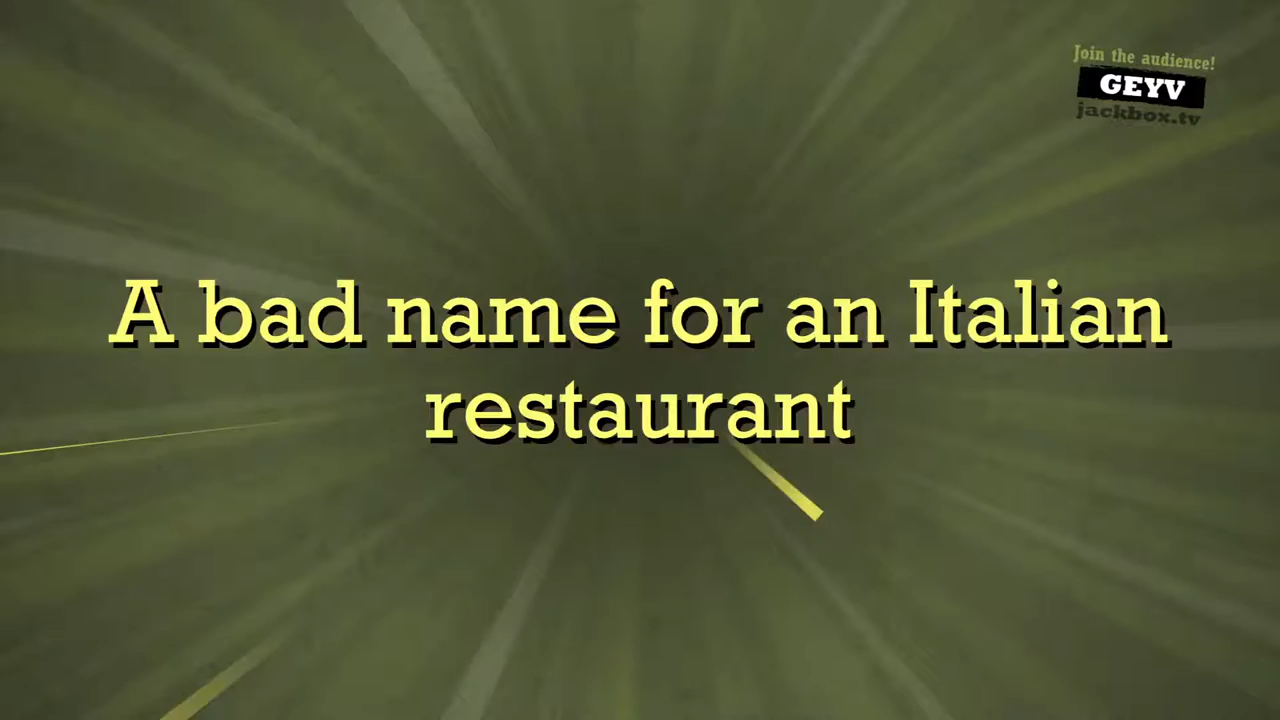 Join the audience!
GEYV
jackbox.tv
A bad name for an Italian
restaurant